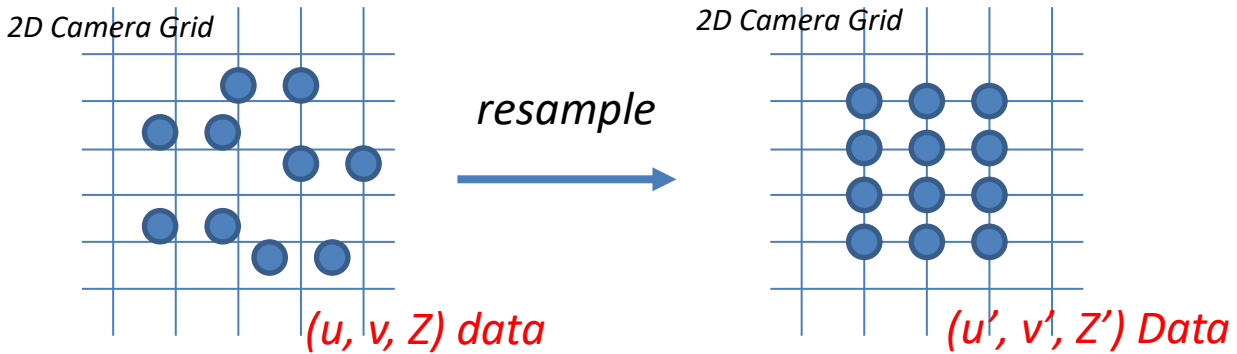 2D Camera Grid
2D Camera Grid
resample
(u, v, Z) data
(u’, v’, Z’) Data